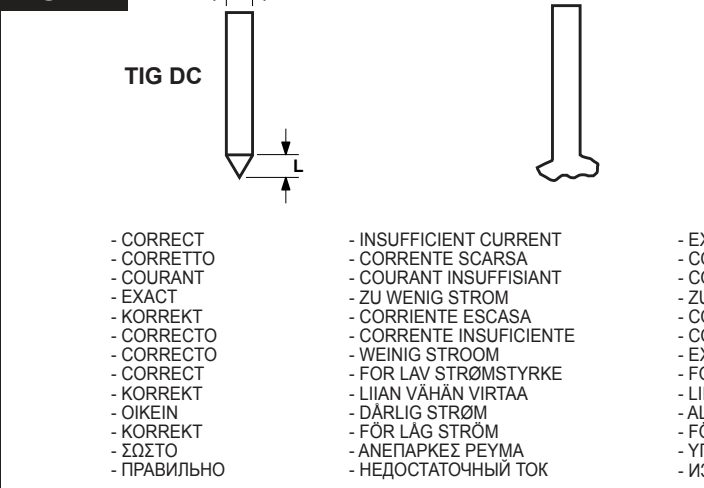 TIG DC
L
- CORRECT
- CORRETTO
- COURANT
- EXACT
- KORREKT
- CORRECTO
- CORRECTO
- CORRECT
- KORREKT
- OIKEIN
- KORREKT
- ΣΩΣΤΟ
- ПРАВИЛЬНО
- INSUFFICIENT CURRENT
- CORRENTE SCARSA
- COURANT INSUFFISIANT
- ZU WENIG STROM
- CORRIENTE ESCASA
- CORRENTE INSUFICIENTE
- WEINIG STROOM
- FOR LAV STRØMSTYRKE
- LIIAN VÄHÄN VIRTAA
- DÅRLIG STRØM
- FÖR LÅG STRÖM
- ΑΝΕΠΑΡΚΕΣ ΡΕΥΜΑ
- НЕДОСТАТОЧНЫЙ ТОК